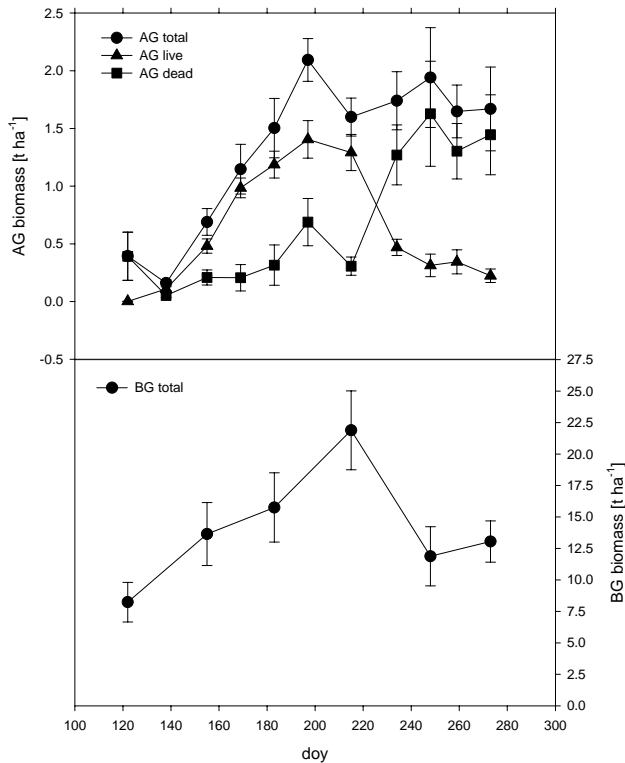 2.5
2.0
1.5
1.0
0.5
0.0
-0.5
AG biomass [t ha⁻¹]
AG total
AG live
AG dead
BG total
27.5
25.0
22.5
20.0
17.5
15.0
12.5
10.0
7.5
5.0
2.5
0.0
BG biomass [t ha⁻¹]
100 120 140 160 180 200 220 240 260 280 300
doy